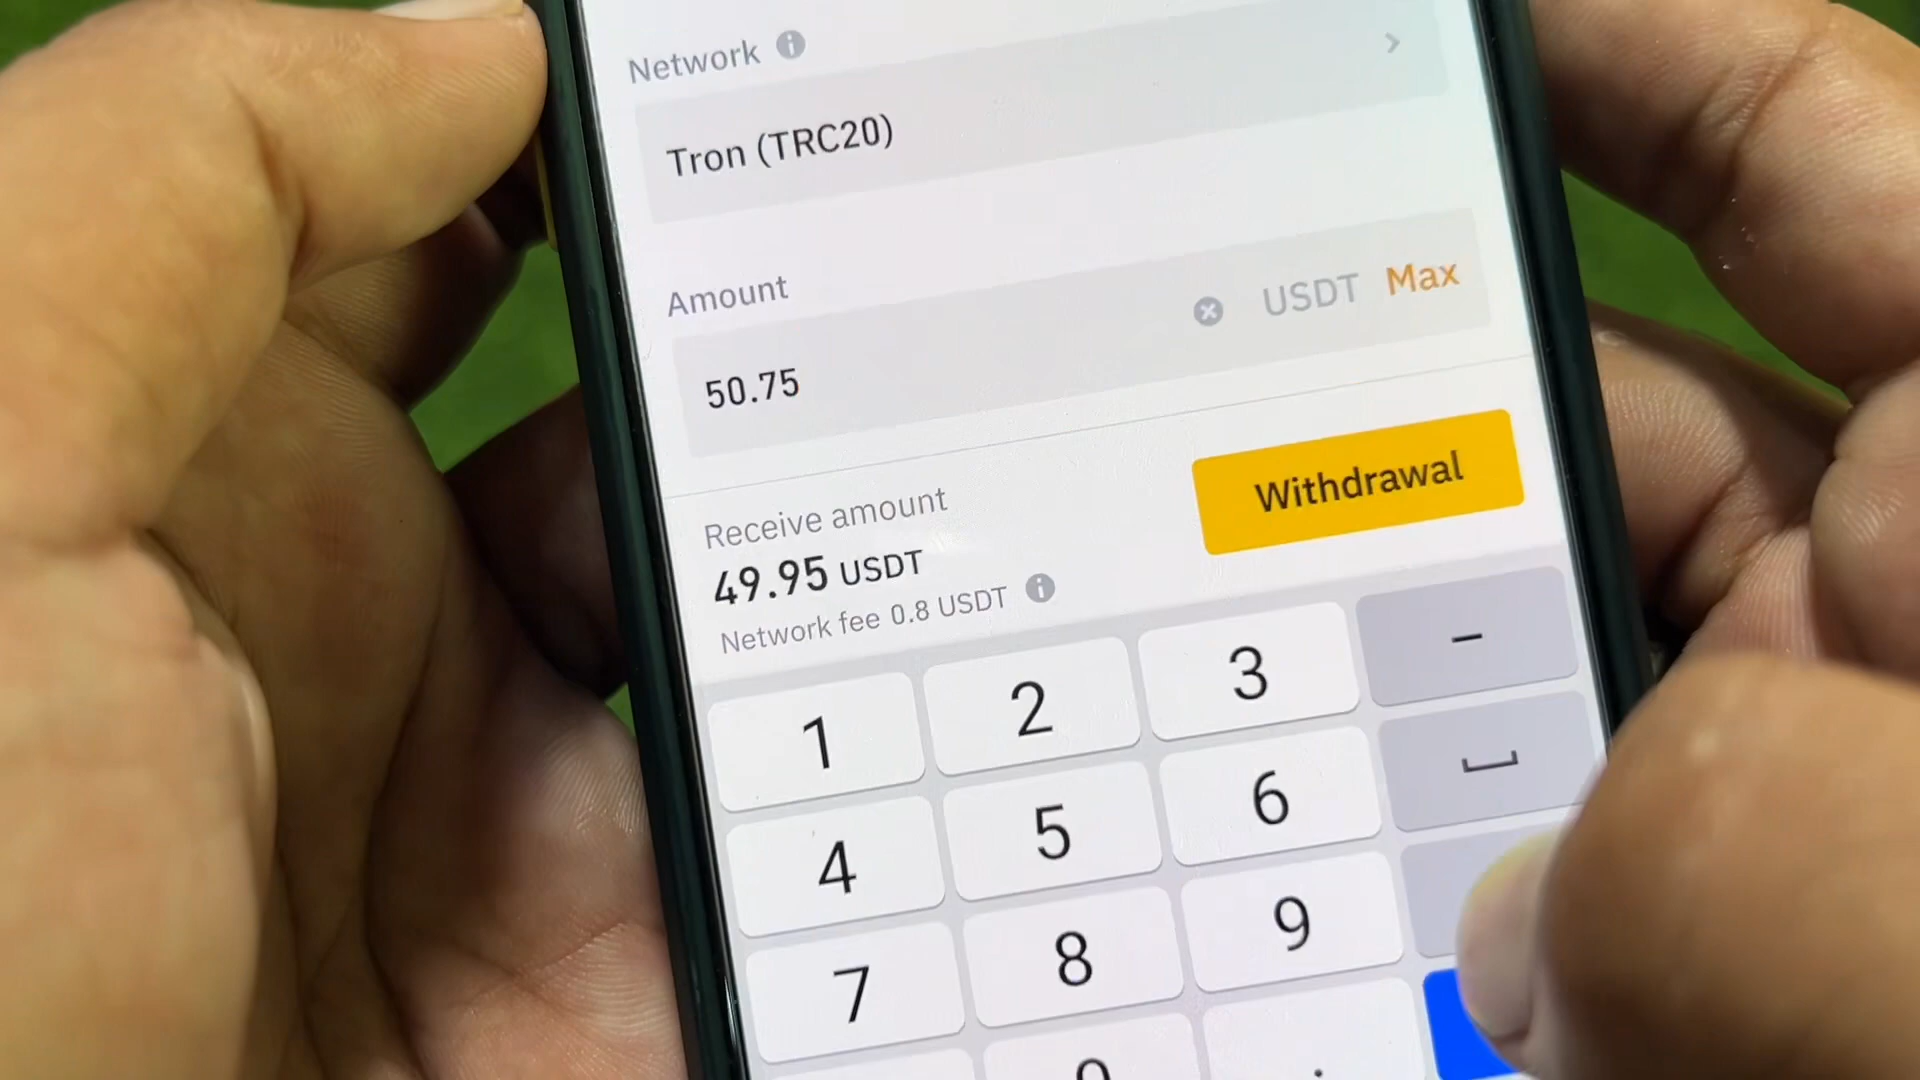 Network
Tron (TRC20)
Amount
50.75
USDT Max
Receive amount
49.95 USDT
Network fee 0.8 USDT
Withdrawal
1 2 3 -
4 5 6
7 8 9
0 .